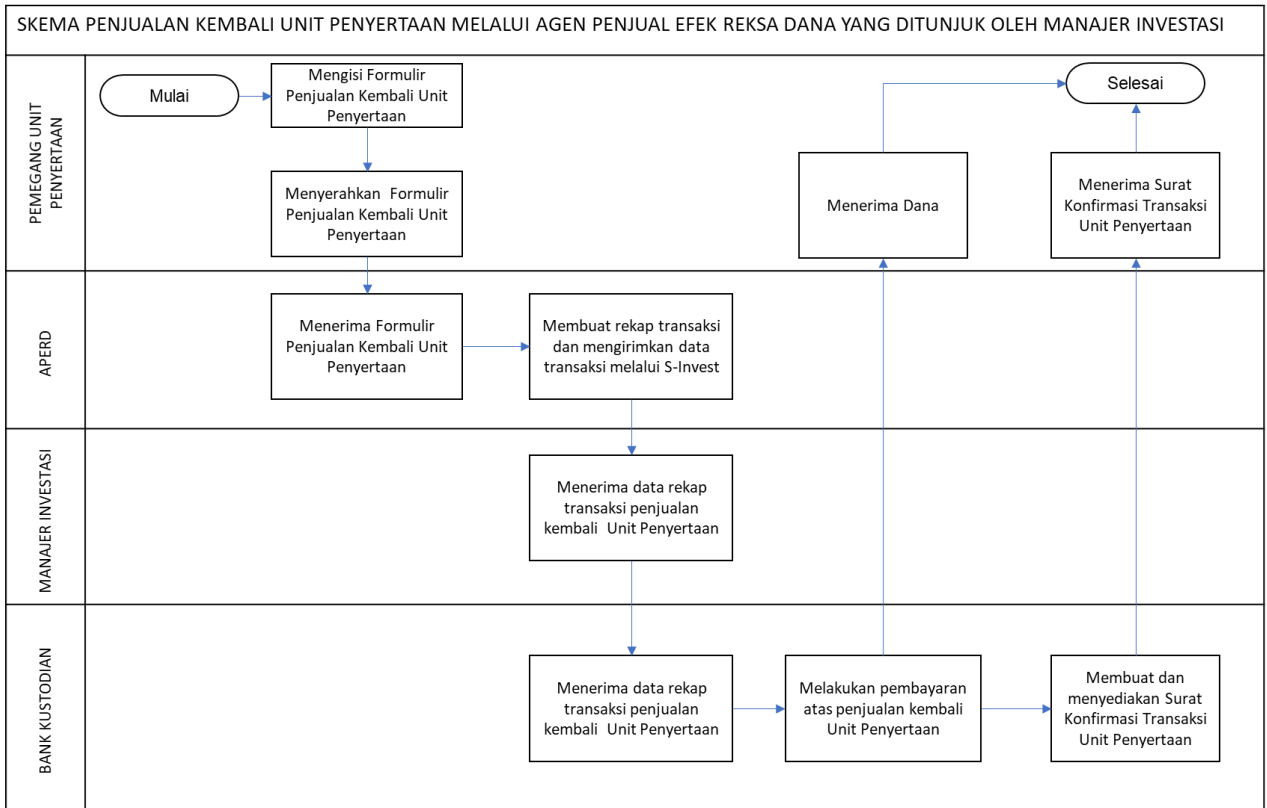 SKEMA PENJUALAN KEMBALI UNIT PENYERTAAN MELALUI AGEN PENJUAL EFEK REKSA DANA YANG DITUNJUK OLEH MANAJER INVESTASI
PEMEGANG UNIT
PENYERTAAN
Mulai
Mengisi Formulir
Penjualan Kembali Unit
Penyertaan
Selesai
Menyerahkan Formulir
Penjualan Kembali Unit
Penyertaan
Menerima Dana
Menerima Surat
Konfirmasi Transaksi
Unit Penyertaan
APERD
Menerima Formulir
Penjualan Kembali Unit
Penyertaan
Membuat rekap transaksi
dan mengirimkan data
transaksi melalui S-Invest
MANAJER INVESTASI
Menerima data rekap
transaksi penjualan
kembali Unit Penyertaan
BANK KUSTODIAN
Menerima data rekap
transaksi penjualan
kembali Unit Penyertaan
Melakukan pembayaran
atas penjualan kembali
Unit Penyertaan
Membuat dan
menyediakan Surat
Konfirmasi Transaksi
Unit Penyertaan